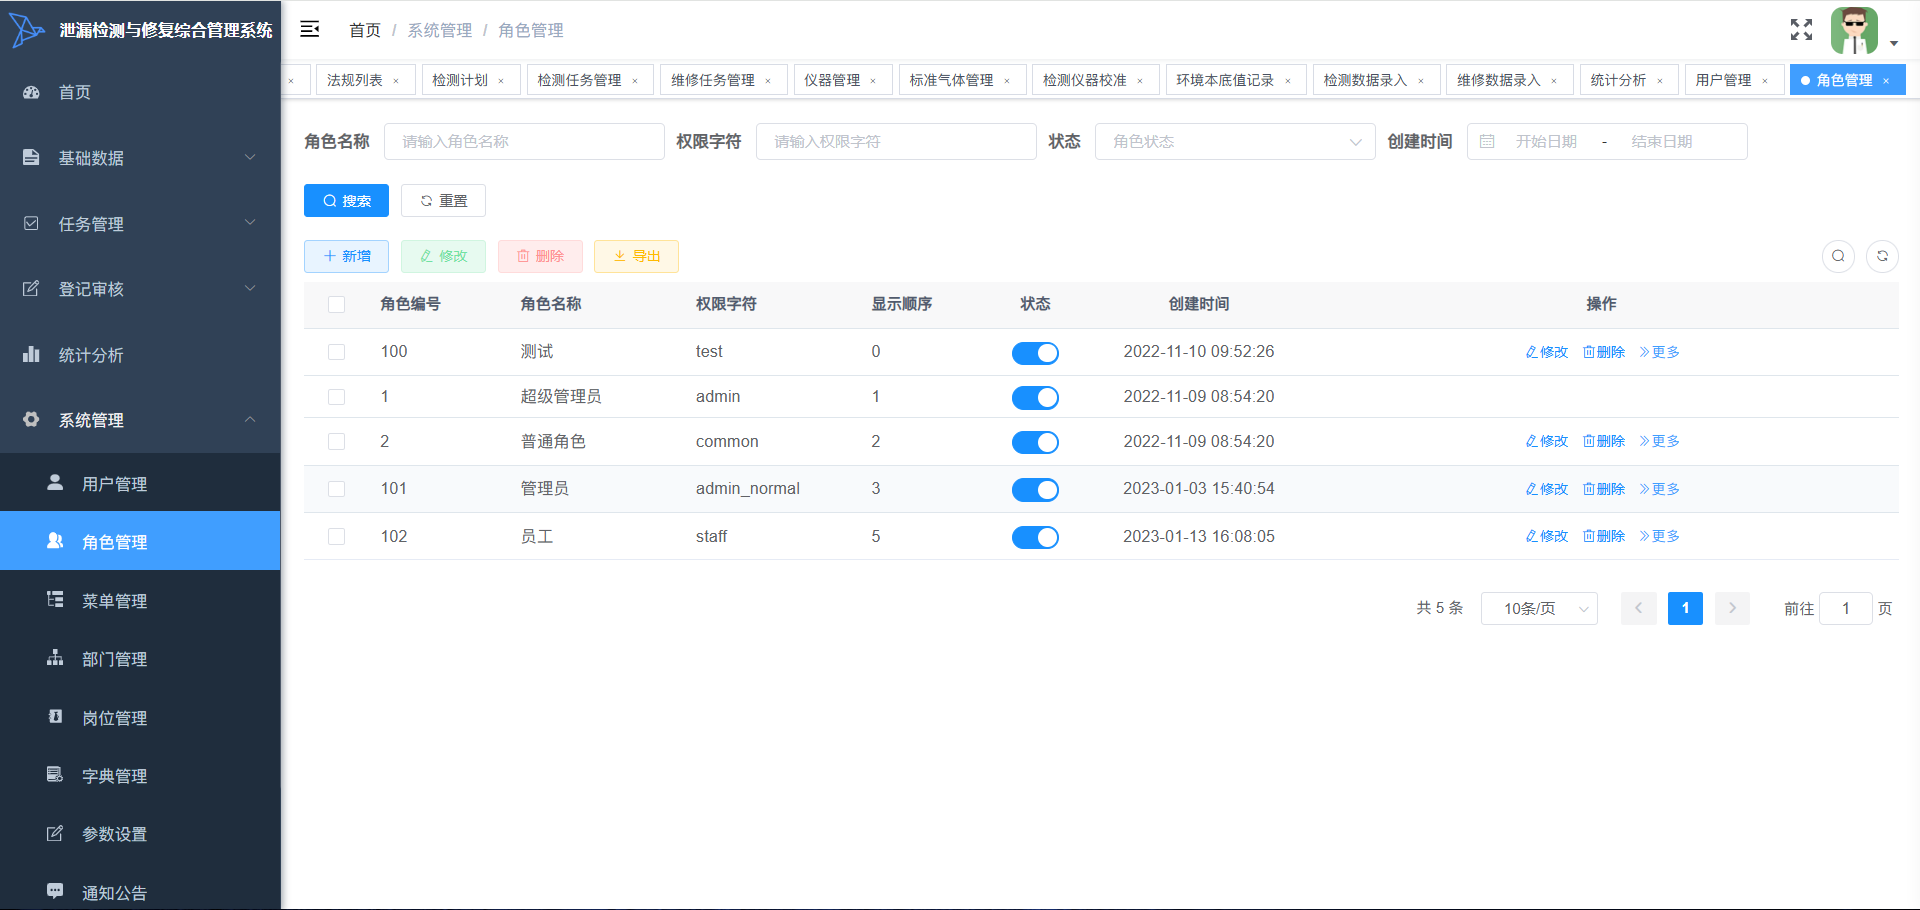 泄漏检测与修复综合管理系统
首页 / 系统管理 / 角色管理
法规列表 × 检测计划 × 检测任务管理 × 维修任务管理 × 仪器管理 × 标准气体管理 × 检测仪器校准 × 环境本底值记录 × 检测数据录入 × 维修数据录入 × 统计分析 × 用户管理 × 角色管理 ×
首页
基础数据
任务管理
登记审核
统计分析
系统管理
用户管理
角色管理
菜单管理
部门管理
岗位管理
字典管理
参数设置
通知公告
角色名称 请输入角色名称 权限字符 请输入权限字符 状态 角色状态 创建时间 开始日期 - 结束日期
搜索 重置
新增 修改 删除 导出
角色编号 角色名称 权限字符 显示顺序 状态 创建时间 操作
100 测试 test 0 2022-11-10 09:52:26 修改 删除 更多
1 超级管理员 admin 1 2022-11-09 08:54:20
2 普通角色 common 2 2022-11-09 08:54:20 修改 删除 更多
101 管理员 admin_normal 3 2023-01-03 15:40:54 修改 删除 更多
102 员工 staff 5 2023-01-13 16:08:05 修改 删除 更多
共 5 条 10条/页 1 前往 1 页